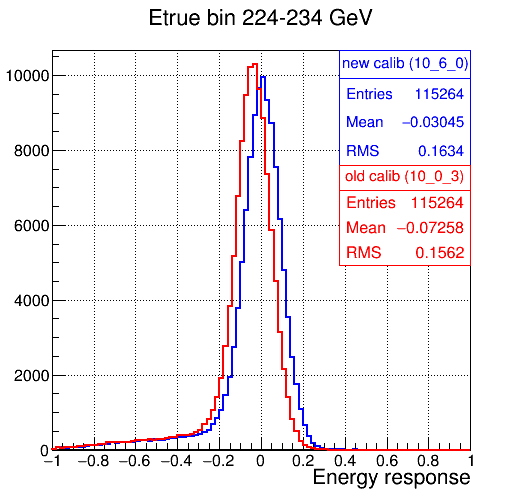 Etrue bin 224-234 GeV
new calib (10_6_0)
Entries 115264
Mean −0.03045
RMS 0.1634
old calib (10_0_3)
Entries 115264
Mean −0.07258
RMS 0.1562
10000
8000
6000
4000
2000
0
−1 −0.8 −0.6 −0.4 −0.2 0 0.2 0.4 0.6 0.8 1
Energy response